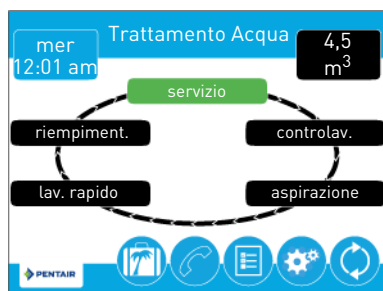 mer
12:01 am
Trattamento Acqua
4,5
m³
servizio
riempiment.
controlav.
lav. rapido
aspirazione
PENTAIR